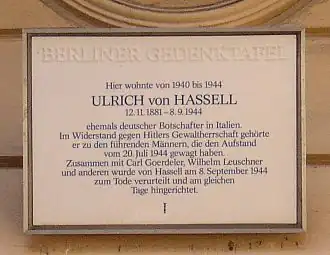 BERLINER GEDENKTAFEL
Hier wohnte von 1940 bis 1944
ULRICH von HASSELL
12.11.1881 – 8.9.1944
ehemals deutscher Botschafter in Italien.
Im Widerstand gegen Hitlers Gewaltherrschaft gehörte
er zu den führenden Männern, die den Aufstand
vom 20. Juli 1944 gewagt haben.
Zusammen mit Carl Goerdeler, Wilhelm Leuschner
und anderen wurde von Hassell am 8. September 1944
zum Tode verurteilt und am gleichen
Tage hingerichtet.